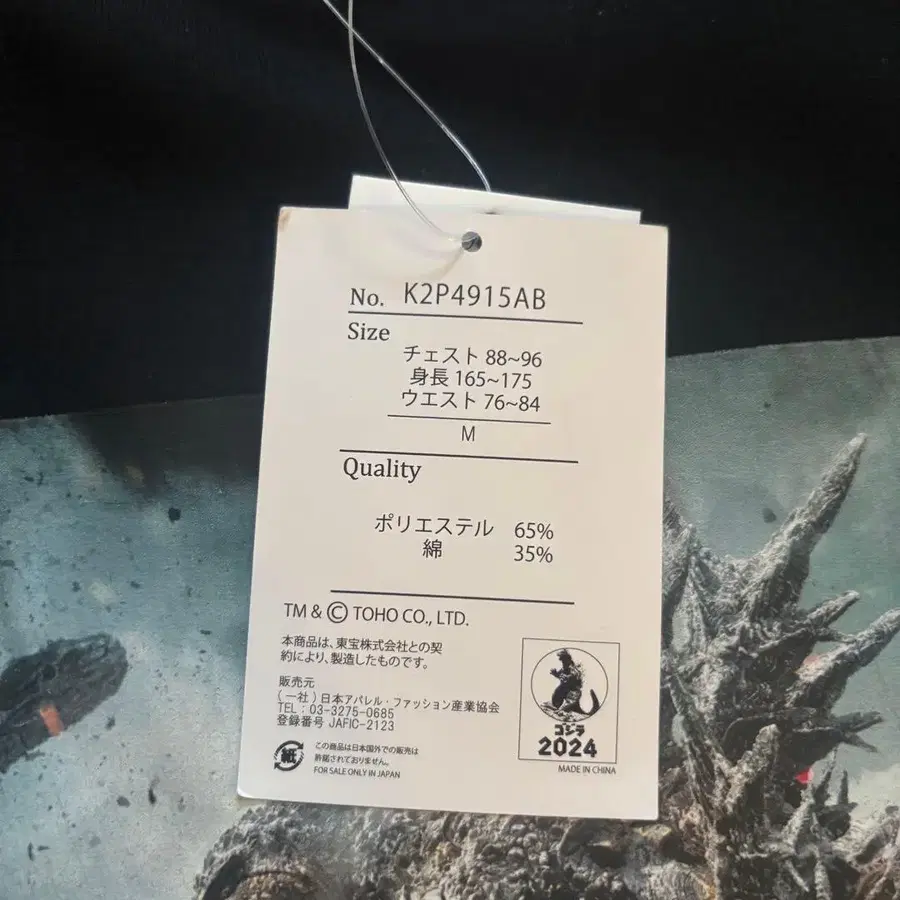 No. K2P4915AB
Size
チェスト 88~96
身長 165~175
ウエスト 76~84
M
Quality
ポリエステル 65%
綿 35%
TM & © TOHO CO., LTD.
本商品は、東宝株式会社との契
約により、製造したものです。
販売元
(一社)日本アパレル・ファッション産業協会
TEL : 03-3275-0685
登録番号 JAFIC-2123
紙
この商品は日本国外での販売は
許諾されておりません。
FOR SALE ONLY IN JAPAN
ゴジラ
2024
MADE IN CHINA